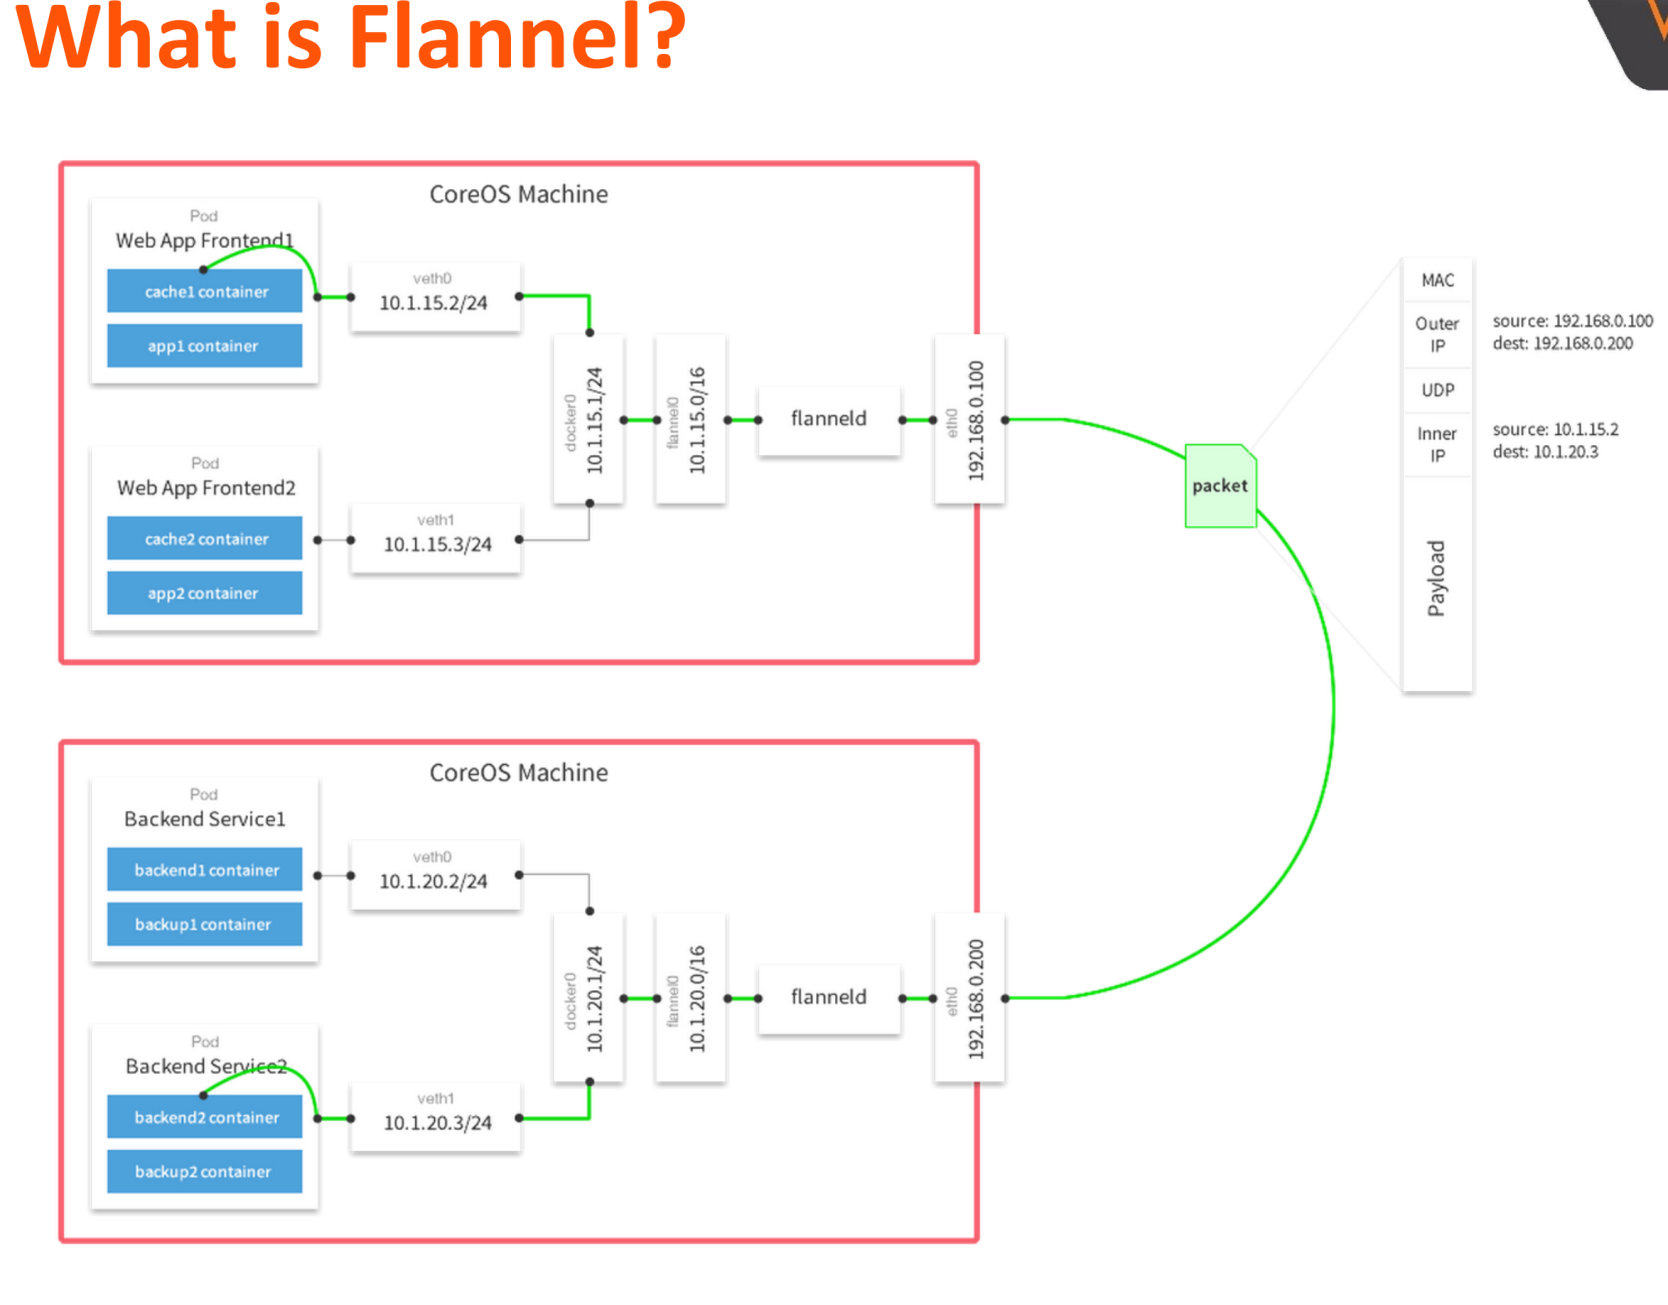 What is Flannel?
CoreOS Machine
Pod
Web App Frontend1
cache1 container
app1 container
veth0
10.1.15.2/24
Pod
Web App Frontend2
cache2 container
app2 container
veth1
10.1.15.3/24
docker0
10.1.15.1/24
flannel0
10.1.15.0/16
flanneld
eth0
192.168.0.100
packet
MAC
Outer
IP
source: 192.168.0.100
dest: 192.168.0.200
UDP
Inner
IP
source: 10.1.15.2
dest: 10.1.20.3
Payload
CoreOS Machine
Pod
Backend Service1
backend1 container
backup1 container
veth0
10.1.20.2/24
Pod
Backend Service2
backend2 container
backup2 container
veth1
10.1.20.3/24
docker0
10.1.20.1/24
flannel0
10.1.20.0/16
flanneld
eth0
192.168.0.200